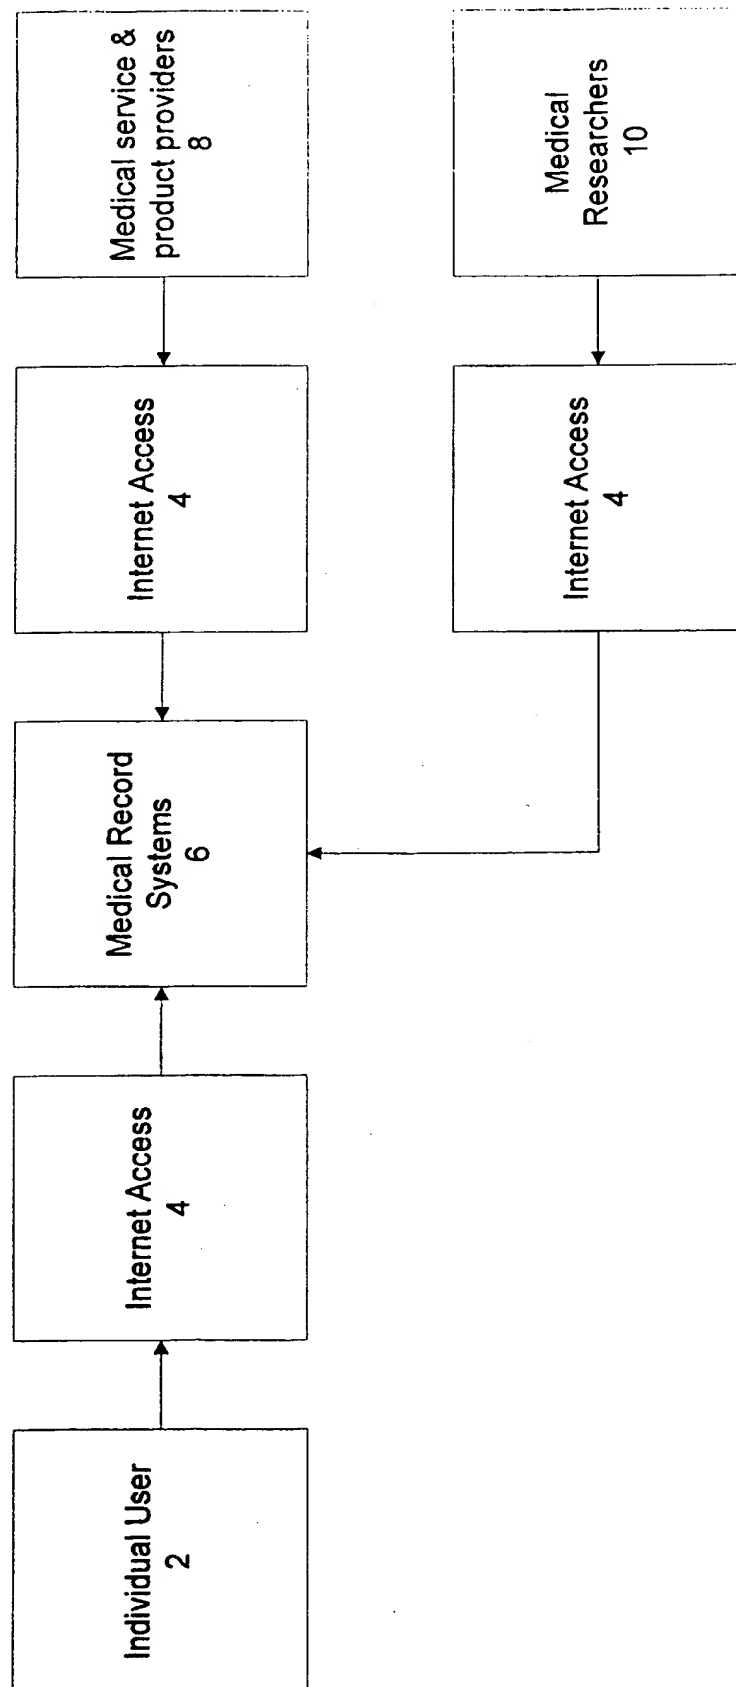 Individual User
2
Internet Access
4
Medical Record
Systems
6
Internet Access
4
Medical service &
product providers
8
Internet Access
4
Medical
Researchers
10